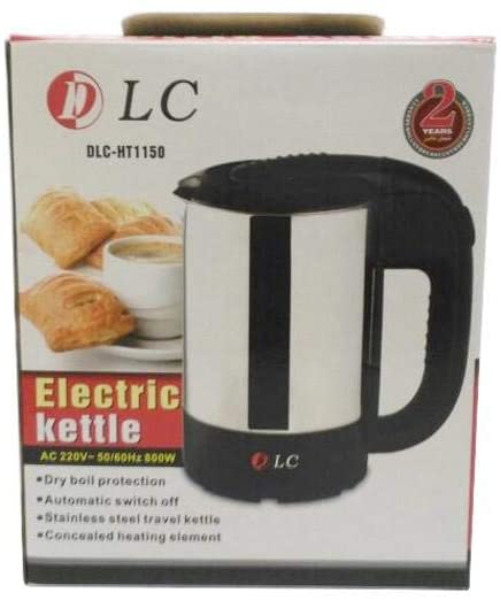 DLC
DLC-HT1150
2
YEARS
Electric
kettle
AC 220V~ 50/60Hz 800W
•Dry boil protection
•Automatic switch off
•Stainless steel travel kettle
•Concealed heating element
DLC